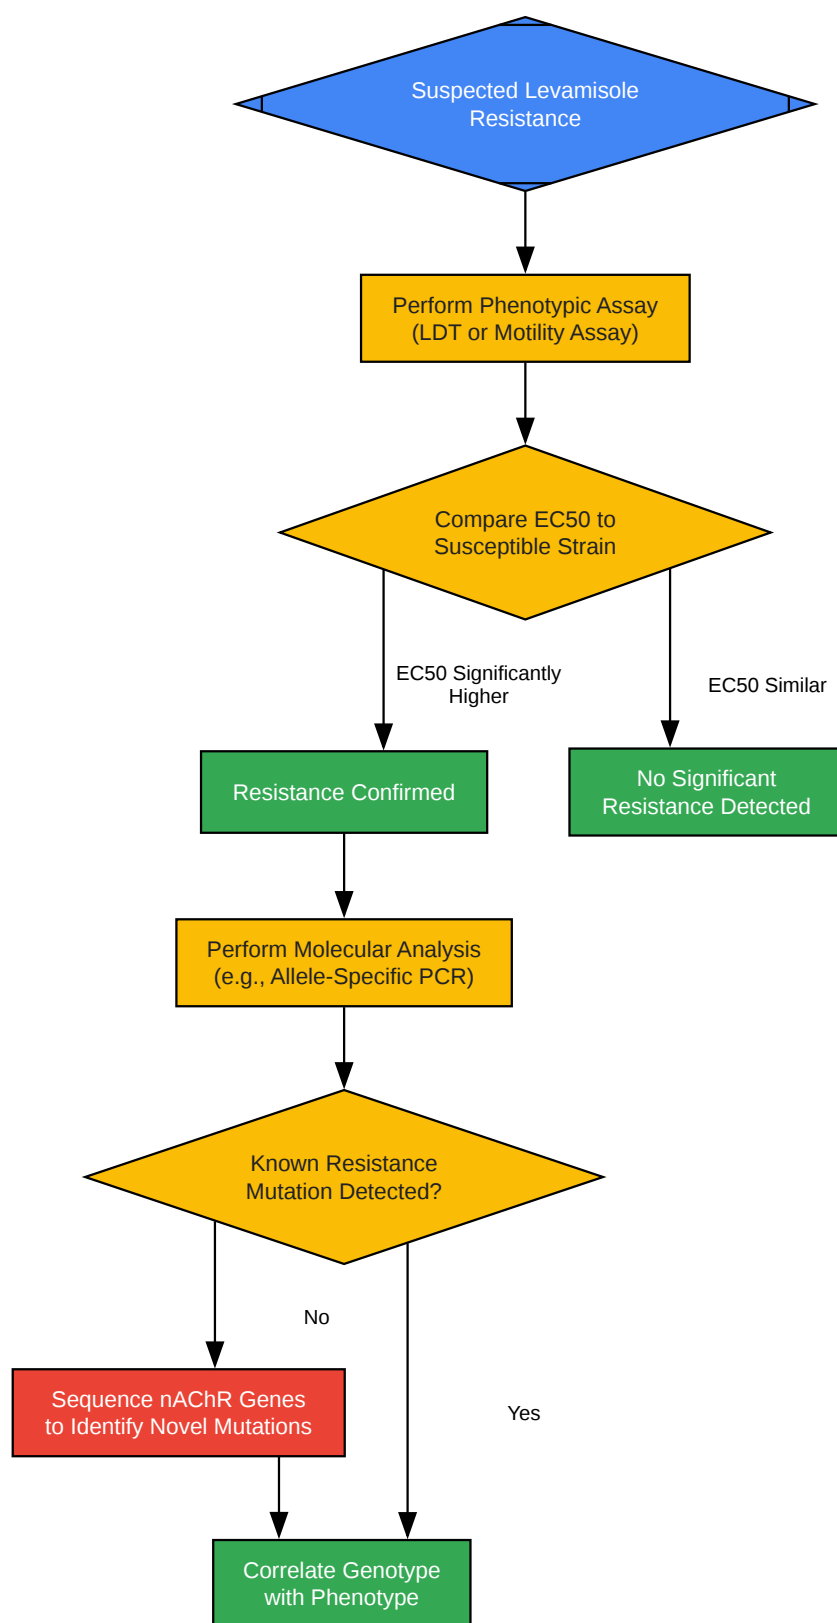 Suspected Levamisole
Resistance
Perform Phenotypic Assay
(LDT or Motility Assay)
Compare EC50 to
Susceptible Strain
EC50 Significantly
Higher
EC50 Similar
Resistance Confirmed
No Significant
Resistance Detected
Perform Molecular Analysis
(e.g., Allele-Specific PCR)
Known Resistance
Mutation Detected?
No
Sequence nAChR Genes
to Identify Novel Mutations
Yes
Correlate Genotype
with Phenotype